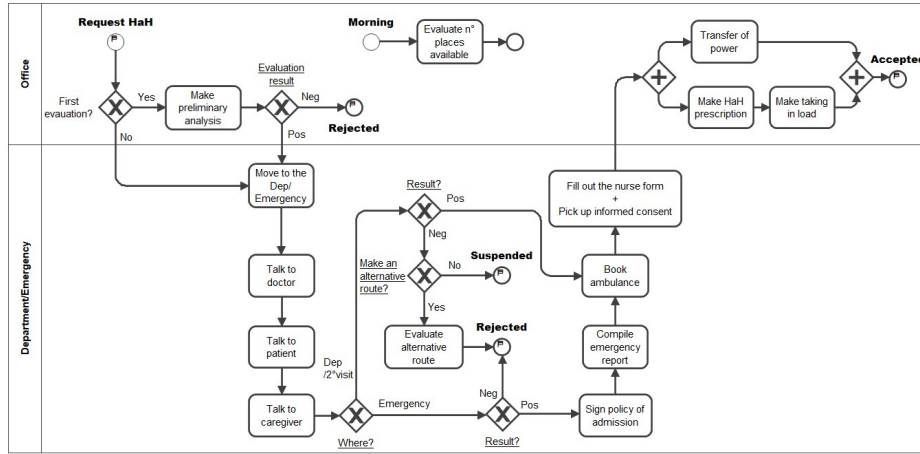 Office
Request HaH
First
evauation?
Yes
No
Make
preliminary
analysis
Evaluation
result
Neg
Pos
Rejected
Morning
Evaluate n°
places
available
Transfer of
power
Make HaH
prescription
Make taking
in load
Accepted
Department/Emergency
Move to the
Dep/
Emergency
Talk to
doctor
Talk to
patient
Talk to
caregiver
Where?
Dep
/2°visit
Emergency
Result?
Pos
Neg
Make an
alternative
route?
No
Suspended
Yes
Evaluate
alternative
route
Rejected
Neg
Result?
Pos
Sign policy of
admission
Compile
emergency
report
Book
ambulance
Fill out the nurse form
+
Pick up informed consent